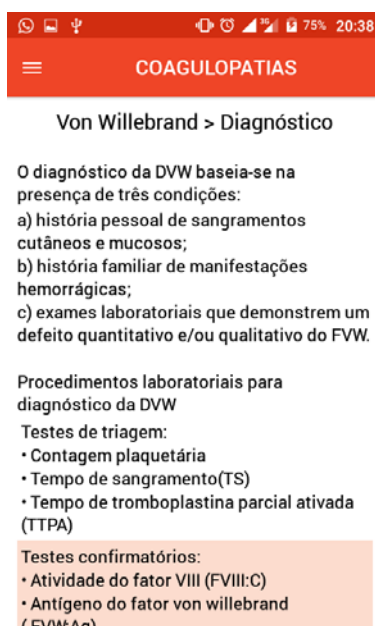 75% 20:38
COAGULOPATIAS
Von Willebrand > Diagnóstico
O diagnóstico da DVW baseia-se na
presença de três condições:
a) história pessoal de sangramentos
cutâneos e mucosos;
b) história familiar de manifestações
hemorrágicas;
c) exames laboratoriais que demonstrem um
defeito quantitativo e/ou qualitativo do FVW.
Procedimentos laboratoriais para
diagnóstico da DVW
Testes de triagem:
• Contagem plaquetária
• Tempo de sangramento(TS)
• Tempo de tromboplastina parcial ativada
(TTPA)
Testes confirmatórios:
• Atividade do fator VIII (FVIII:C)
• Antígeno do fator von willebrand
( FVW:Ag)